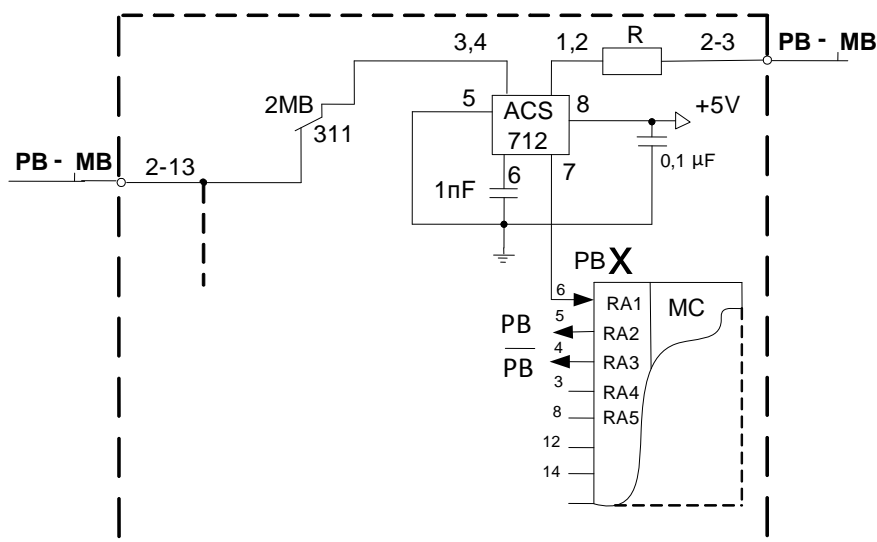 3,4
1,2
R
2-3
PB - MB
2MB
311
5
ACS
712
8
+5V
0,1 µF
PB - MB
2-13
6
7
1пF
PBX
6
RA1
MC
PB
5
RA2
PB
4
RA3
3
RA4
8
RA5
12
14